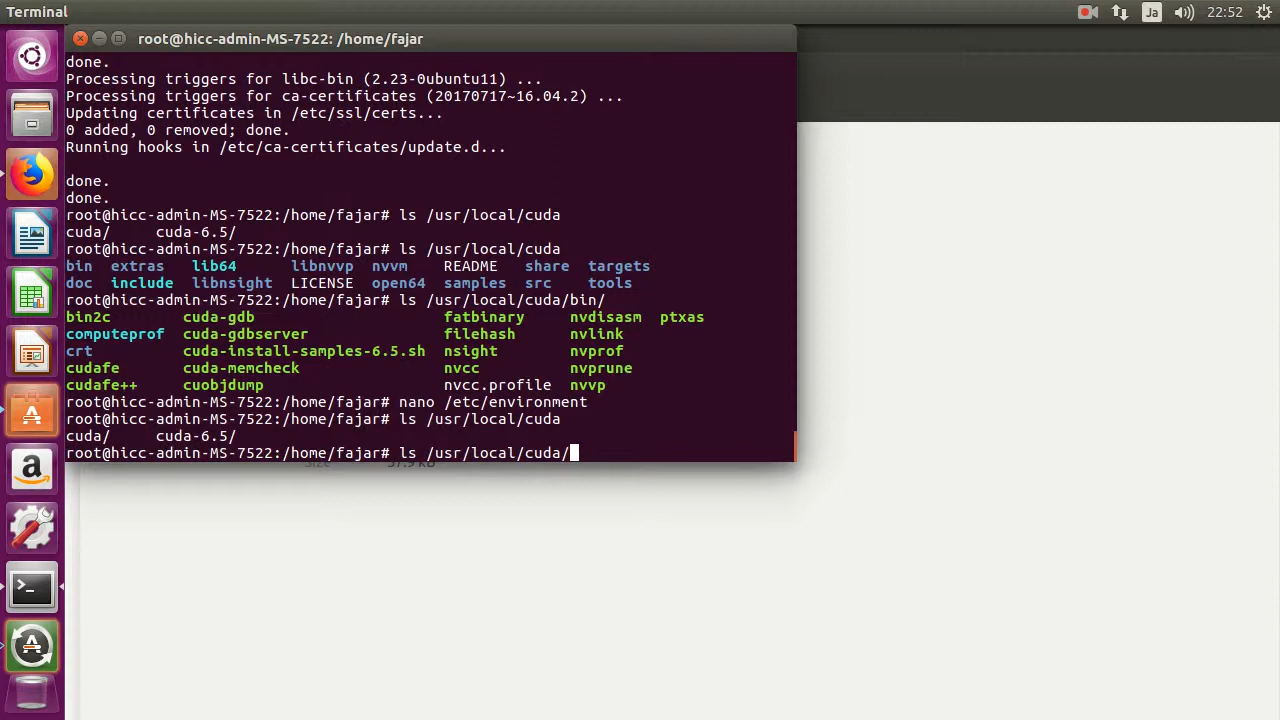 Terminal
Ja
22:52
root@hicc-admin-MS-7522: /home/fajar
done.
Processing triggers for libc-bin (2.23-0ubuntu11) ...
Processing triggers for ca-certificates (20170717~16.04.2) ...
Updating certificates in /etc/ssl/certs...
0 added, 0 removed; done.
Running hooks in /etc/ca-certificates/update.d...
done.
done.
root@hicc-admin-MS-7522:/home/fajar# ls /usr/local/cuda
cuda/     cuda-6.5/
root@hicc-admin-MS-7522:/home/fajar# ls /usr/local/cuda
bin  extras   lib64      libnvvp  nvvm    README   share  targets
doc  include  libnsight  LICENSE  open64  samples  src    tools
root@hicc-admin-MS-7522:/home/fajar# ls /usr/local/cuda/bin/
bin2c        cuda-gdb                     fatbinary     nvdisasm  ptxas
computeprof  cuda-gdbserver               filehash      nvlink
crt          cuda-install-samples-6.5.sh  nsight        nvprof
cudafe       cuda-memcheck                nvcc          nvprune
cudafe++     cuobjdump                    nvcc.profile  nvvp
root@hicc-admin-MS-7522:/home/fajar# nano /etc/environment
root@hicc-admin-MS-7522:/home/fajar# ls /usr/local/cuda
cuda/     cuda-6.5/
root@hicc-admin-MS-7522:/home/fajar# ls /usr/local/cuda/
Size 37.9 kB